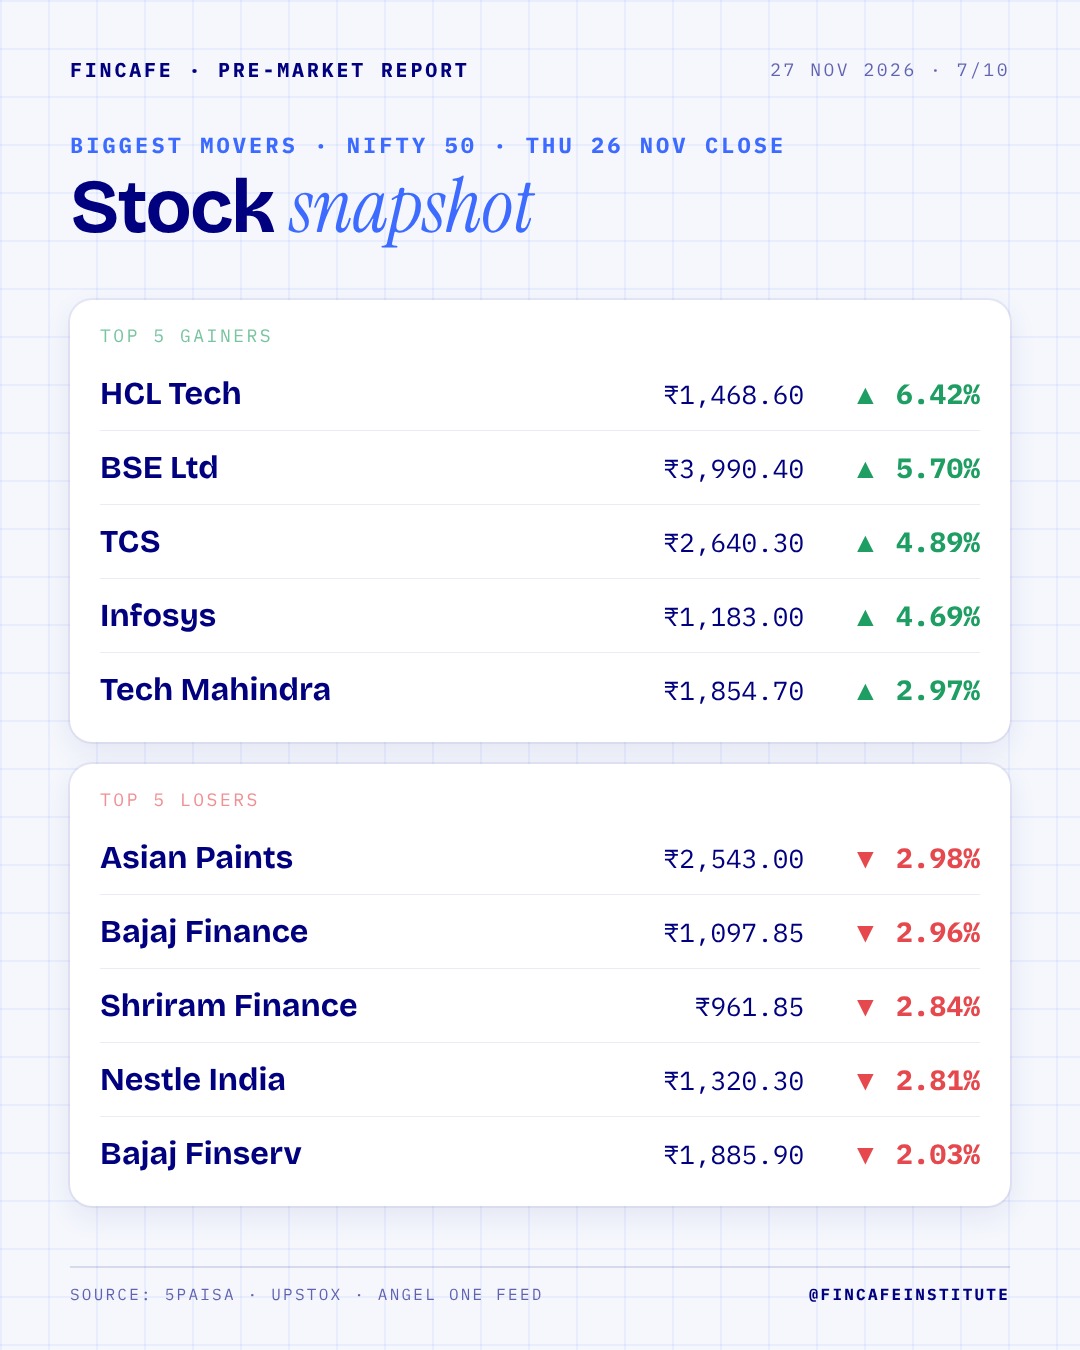 FINCAFE · PRE-MARKET REPORT
27 NOV 2026 · 7/10
BIGGEST MOVERS · NIFTY 50 · THU 26 NOV CLOSE
Stock snapshot
TOP 5 GAINERS
HCL Tech ₹1,468.60 ▲ 6.42%
BSE Ltd ₹3,990.40 ▲ 5.70%
TCS ₹2,640.30 ▲ 4.89%
Infosys ₹1,183.00 ▲ 4.69%
Tech Mahindra ₹1,854.70 ▲ 2.97%
TOP 5 LOSERS
Asian Paints ₹2,543.00 ▼ 2.98%
Bajaj Finance ₹1,097.85 ▼ 2.96%
Shriram Finance ₹961.85 ▼ 2.84%
Nestle India ₹1,320.30 ▼ 2.81%
Bajaj Finserv ₹1,885.90 ▼ 2.03%
SOURCE: 5PAISA · UPSTOX · ANGEL ONE FEED
@FINCAFEINSTITUTE